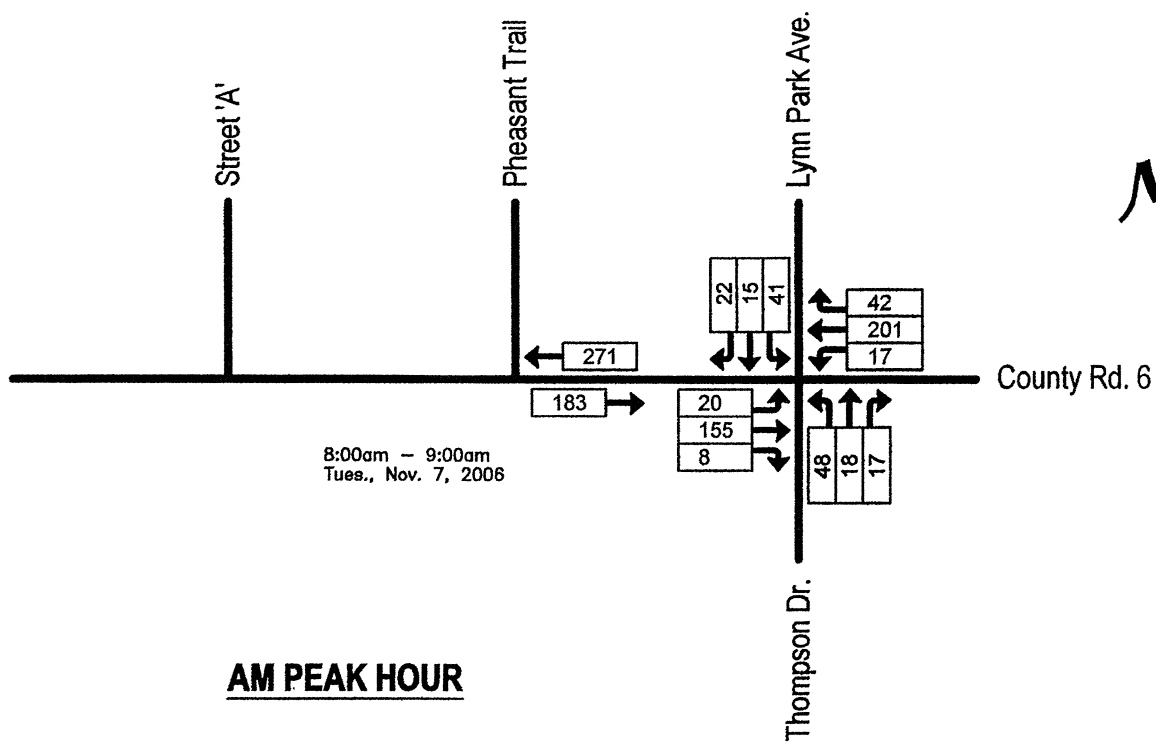 Street 'A'
Pheasant Trail
Lynn Park Ave.
22
15
41
42
201
17
271
County Rd. 6
183
20
155
8
48
18
17
8:00am – 9:00am
Tues., Nov. 7, 2006
Thompson Dr.
AM PEAK HOUR